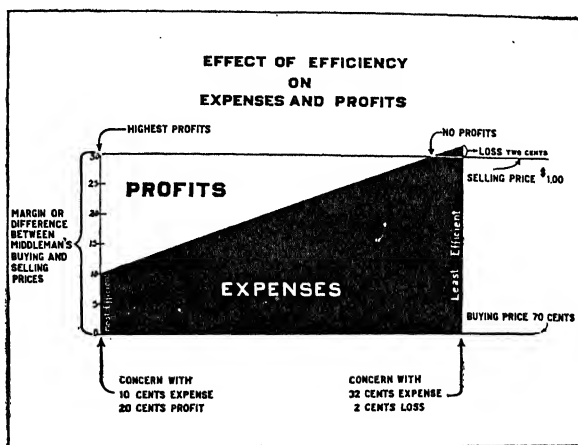 EFFECT OF EFFICIENCY
ON
EXPENSES AND PROFITS
HIGHEST PROFITS
NO PROFITS
LOSS TWO CENTS
SELLING PRICE $1.00
30
25
20
15
10
5
0
PROFITS
MARGIN OR
DIFFERENCE
BETWEEN
MIDDLEMAN'S
BUYING AND
SELLING
PRICES
EXPENSES
Most Efficient
Least Efficient
BUYING PRICE 70 CENTS
CONCERN WITH
10 CENTS EXPENSE
20 CENTS PROFIT
CONCERN WITH
32 CENTS EXPENSE
2 CENTS LOSS